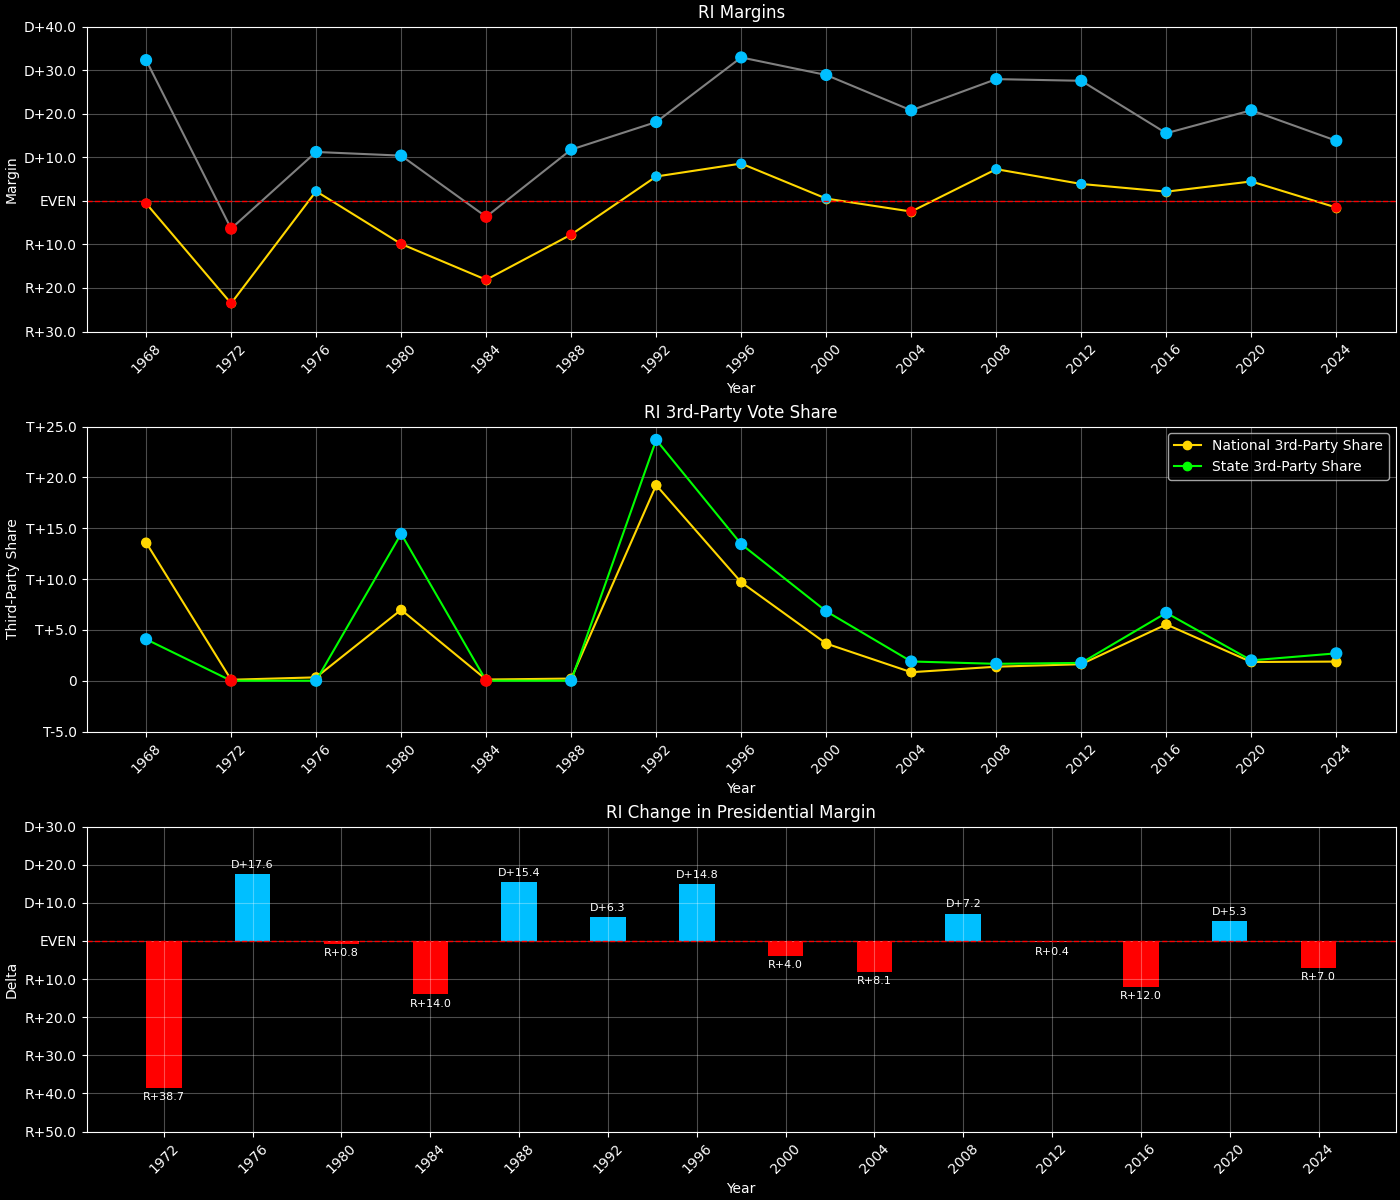 RI Margins
D+40.0
D+30.0
D+20.0
D+10.0
EVEN
R+10.0
R+20.0
R+30.0
Margin
1968 1972 1976 1980 1984 1988 1992 1996 2000 2004 2008 2012 2016 2020 2024
Year
RI 3rd-Party Vote Share
T+25.0
T+20.0
T+15.0
T+10.0
T+5.0
0
T-5.0
Third-Party Share
National 3rd-Party Share
State 3rd-Party Share
1968 1972 1976 1980 1984 1988 1992 1996 2000 2004 2008 2012 2016 2020 2024
Year
RI Change in Presidential Margin
D+30.0
D+20.0
D+10.0
EVEN
R+10.0
R+20.0
R+30.0
R+40.0
R+50.0
Delta
R+38.7
D+17.6
R+0.8
R+14.0
D+15.4
D+6.3
D+14.8
R+4.0
R+8.1
D+7.2
R+0.4
R+12.0
D+5.3
R+7.0
1972 1976 1980 1984 1988 1992 1996 2000 2004 2008 2012 2016 2020 2024
Year